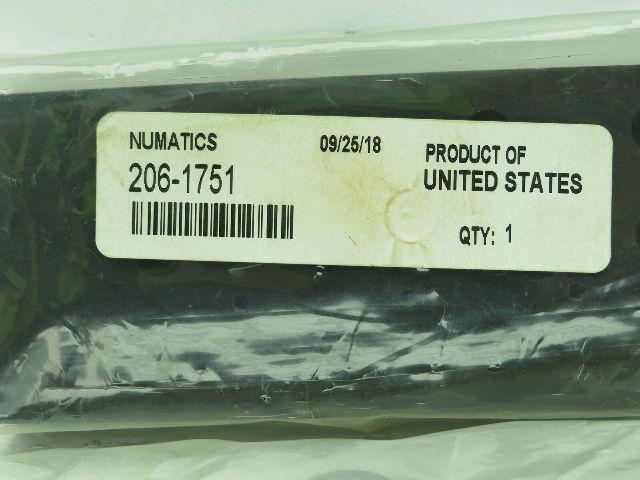 NUMATICS
09/25/18
206-1751
PRODUCT OF
UNITED STATES
QTY: 1